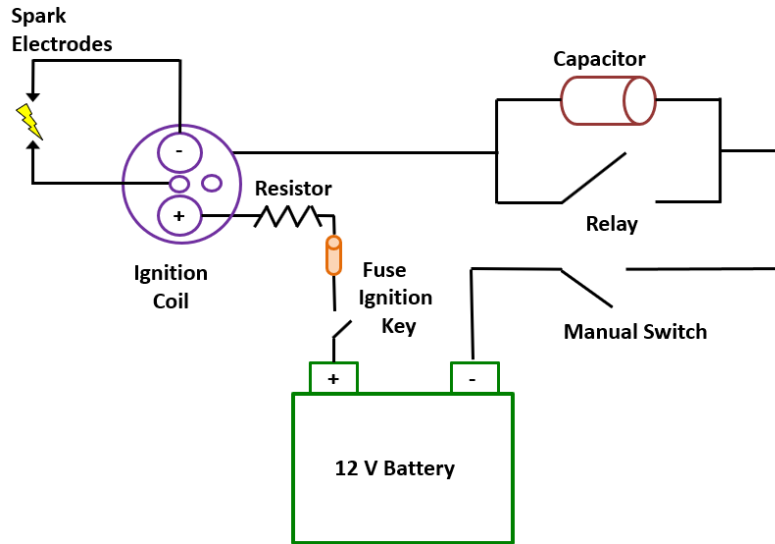 Spark
Electrodes
Capacitor
-
Resistor
+
Relay
Ignition
Coil
Fuse
Ignition
Key
Manual Switch
+
-
12 V Battery